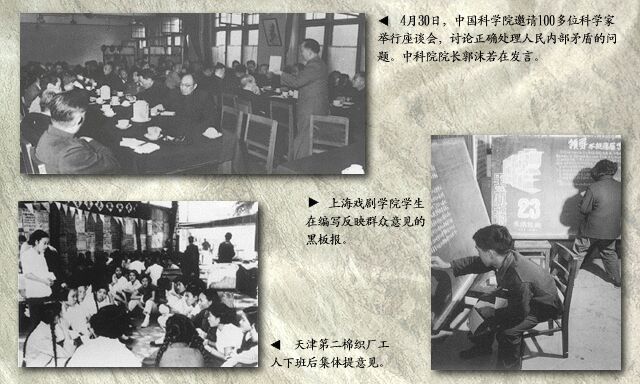 ◀ 4月30日，中国科学院邀请100多位科学家
举行座谈会，讨论正确处理人民内部矛盾的问
题。中科院院长郭沫若在发言。
▶ 上海戏剧学院学生
在编写反映群众意见的
黑板报。
23
◀ 天津第二棉织厂工
人下班后集体提意见。